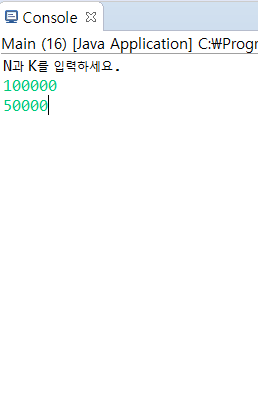 Console
Main (16) [Java Application] C:₩Progr
N과 K를 입력하세요.
100000
50000